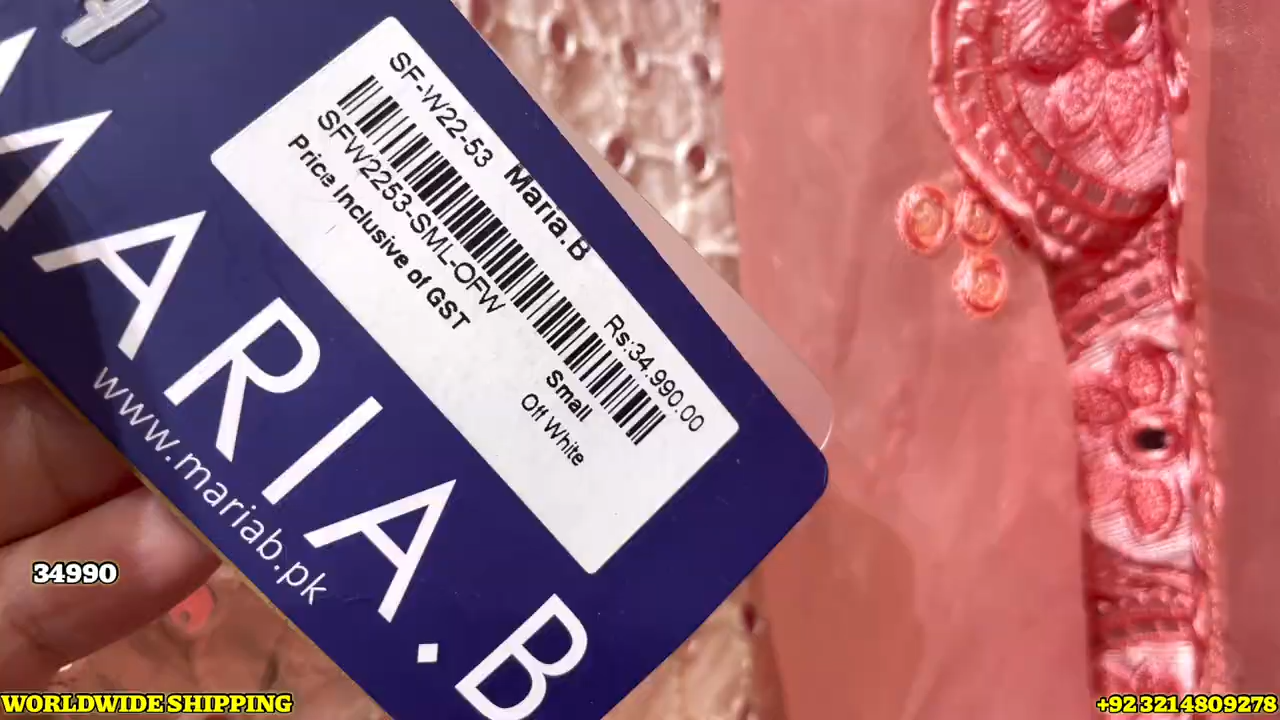 SF-W22-53
Maria.B
Rs:34,990.00
SFW2253-SML-OFW
Small
Price Inclusive of GST
Off White
MARIA.B
www.mariab.pk
34990
WORLDWIDE SHIPPING
+92 3214809278